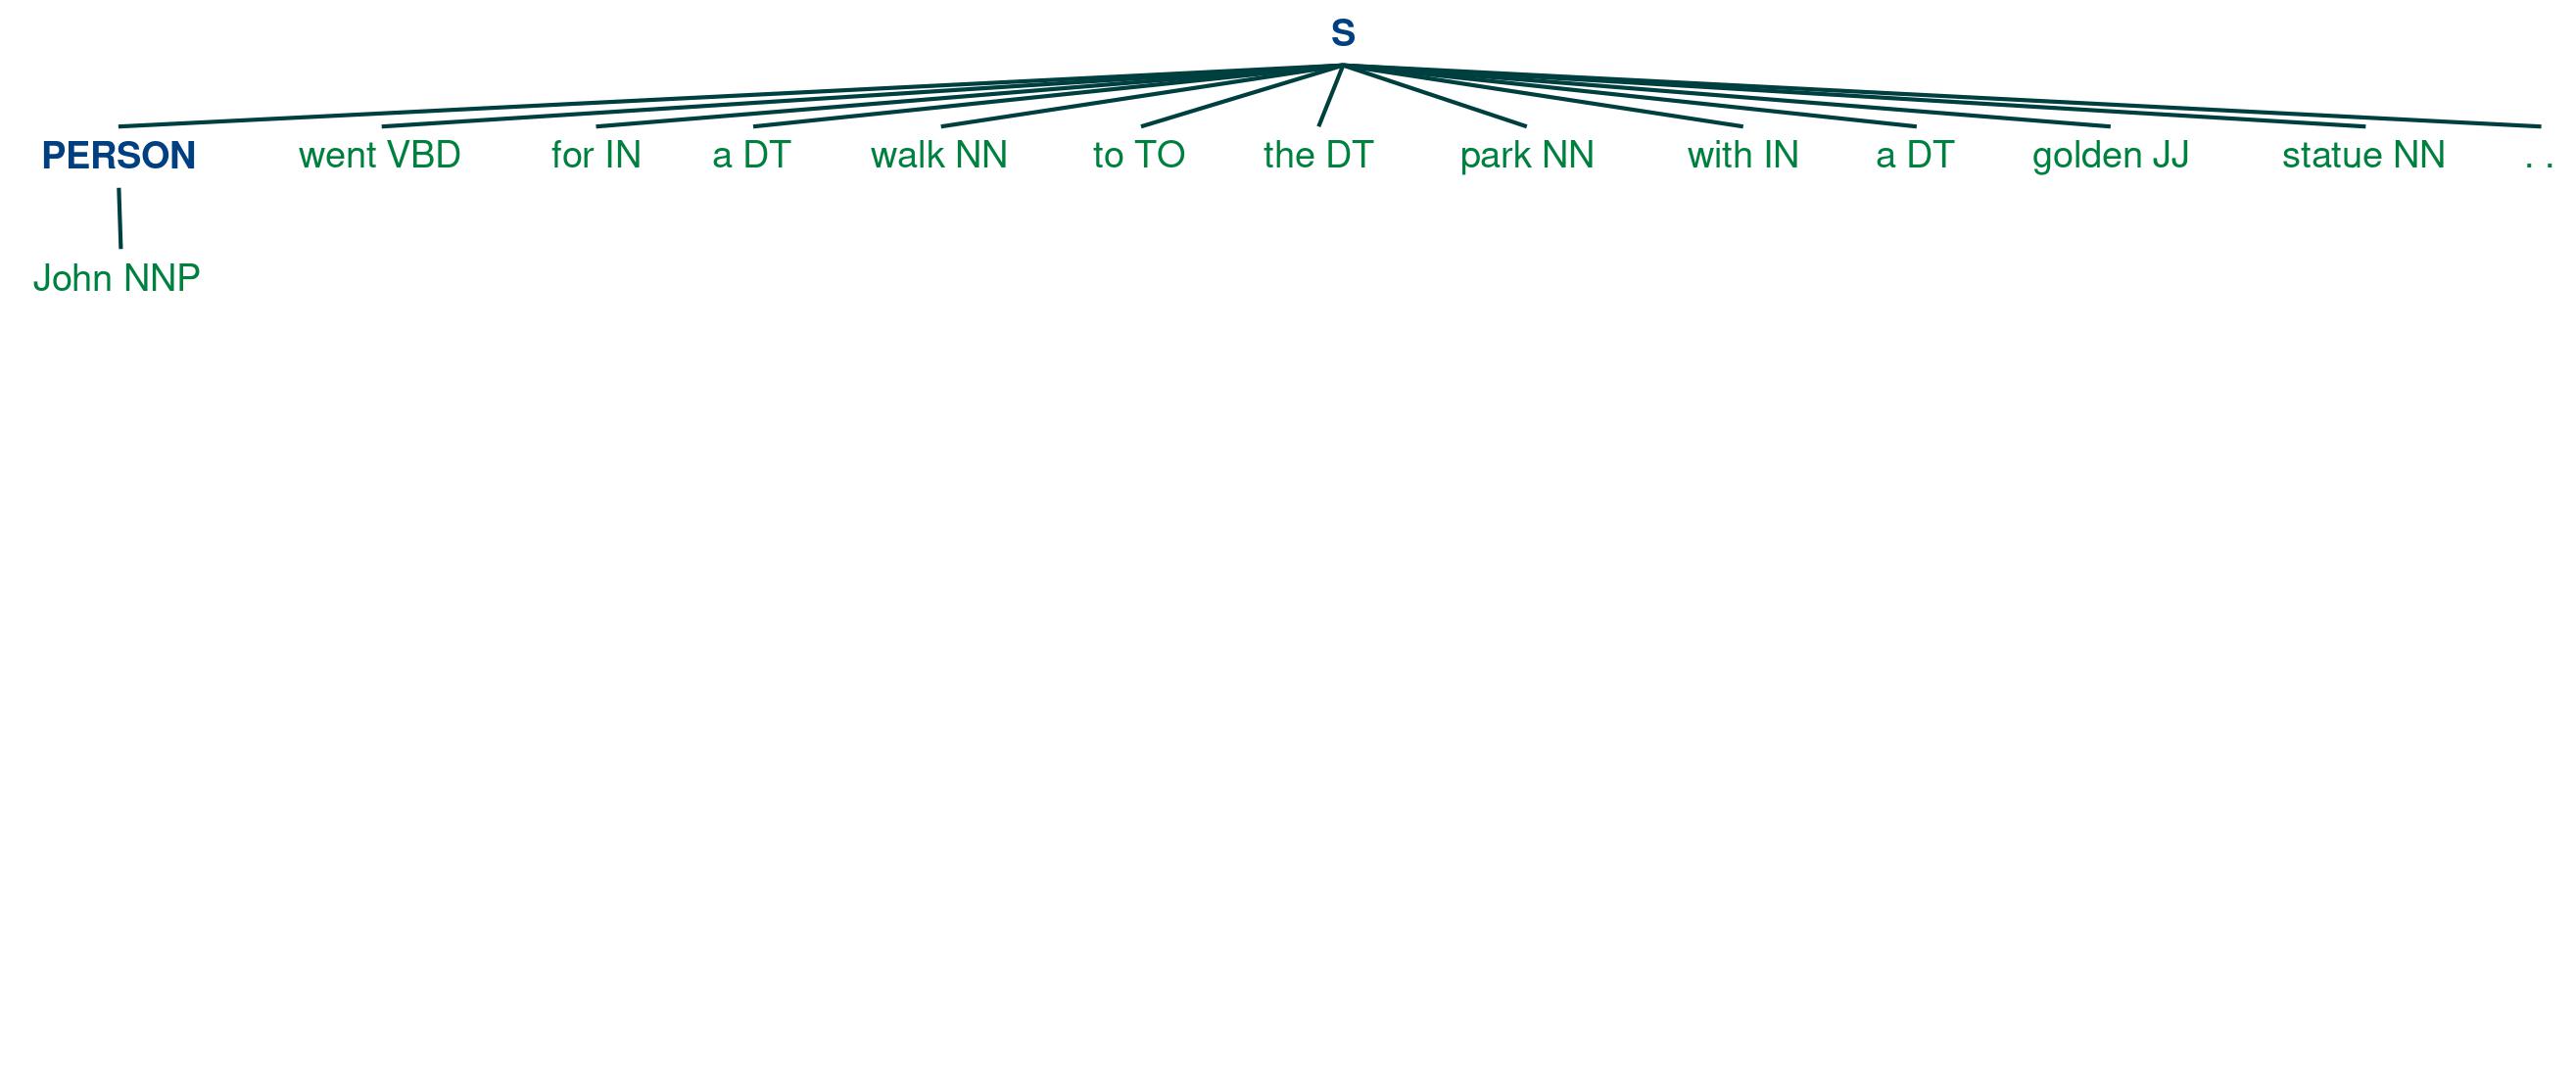 S
PERSON went VBD for IN a DT walk NN to TO the DT park NN with IN a DT golden JJ statue NN . .
John NNP